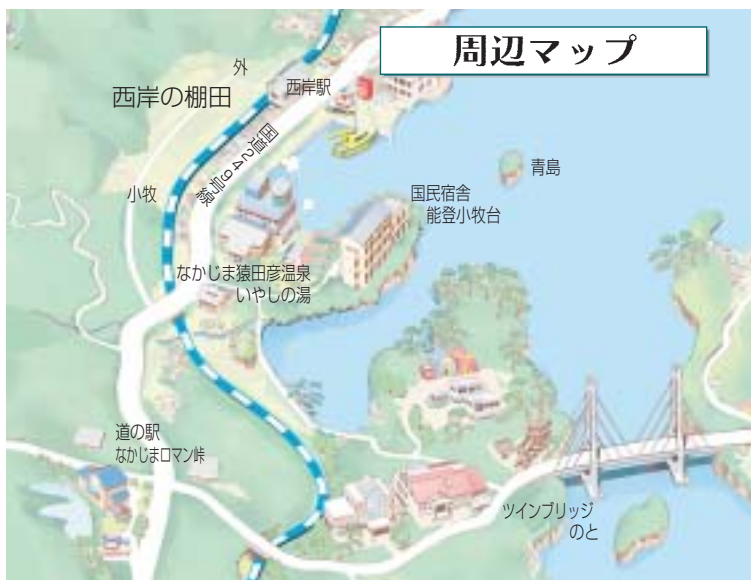 周辺マップ
外
西岸の棚田
西岸駅
国道249号線
小牧
青島
国民宿舎
能登小牧台
なかじま猿田彦温泉
いやしの湯
道の駅
なかじまロマン峠
ツインブリッジ
のと